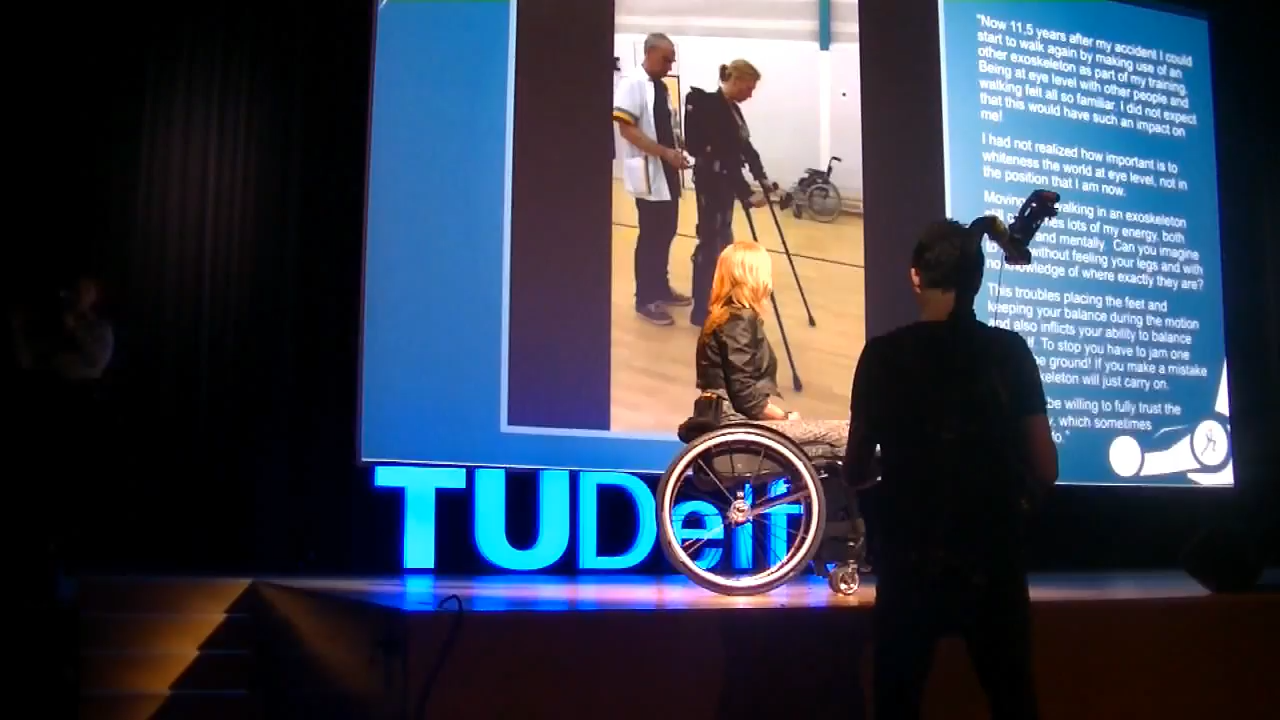 "Now 11,5 years after my accident I could
start to walk again by making use of an
other exoskeleton as part of my training.
Being at eye level with other people and
walking felt all so familiar. I did not expect
that this would have such an impact on
me!
I had not realized how important is to
whiteness the world at eye level, not in
the position that I am now.
walking in an exoskeleton
lots of my energy, both
and mentally. Can you imagine
without feeling your legs and with
no knowledge of where exactly they are?
This troubles placing the feet and
keeping your balance during the motion
and also inflicts your ability to balance
To stop you have to jam one
ground! If you make a mistake
will just carry on.
be willing to fully trust the
which sometimes
TUDelft